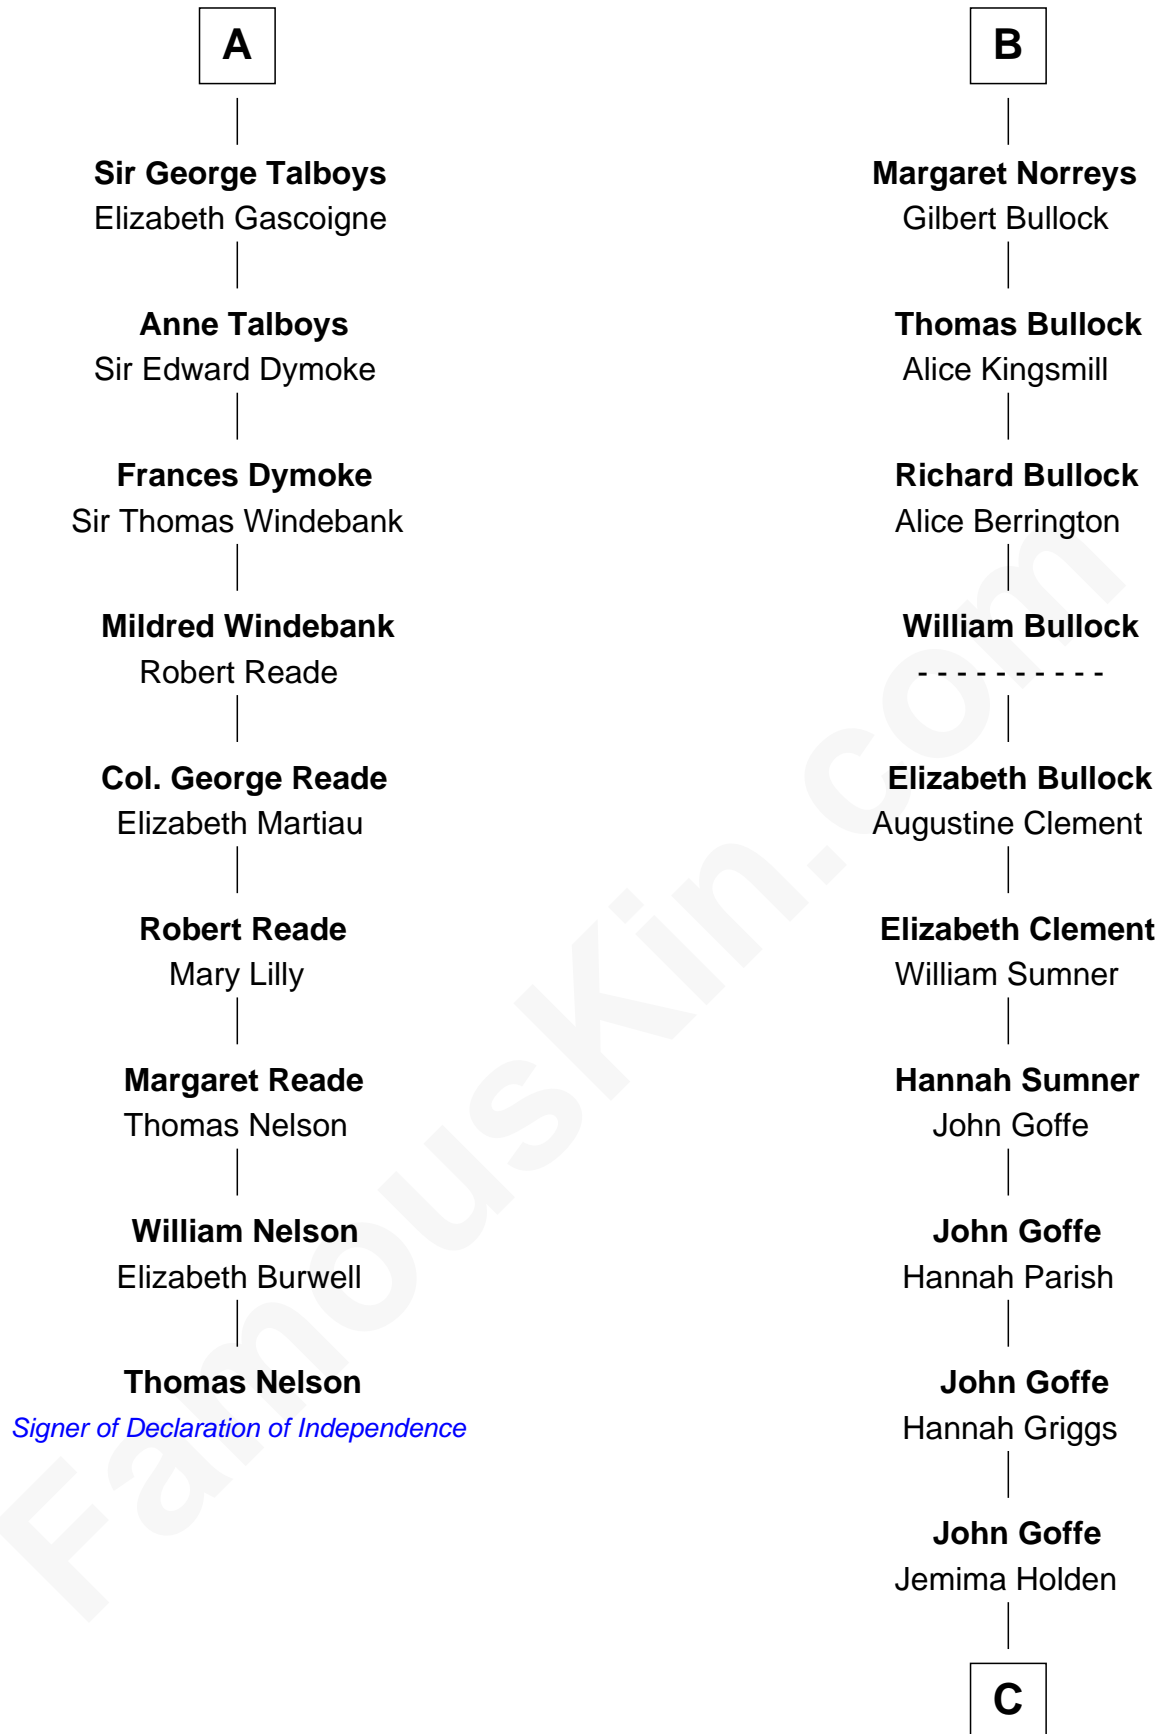 A
Sir George Talboys
Elizabeth Gascoigne
Anne Talboys
Sir Edward Dymoke
Frances Dymoke
Sir Thomas Windebank
Mildred Windebank
Robert Reade
Col. George Reade
Elizabeth Martiau
Robert Reade
Mary Lilly
Margaret Reade
Thomas Nelson
William Nelson
Elizabeth Burwell
Thomas Nelson
Signer of Declaration of Independence
B
Margaret Norreys
Gilbert Bullock
Thomas Bullock
Alice Kingsmill
Richard Bullock
Alice Berrington
William Bullock
- - - - - - - - - -
Elizabeth Bullock
Augustine Clement
Elizabeth Clement
William Sumner
Hannah Sumner
John Goffe
John Goffe
Hannah Parish
John Goffe
Hannah Griggs
John Goffe
Jemima Holden
C
FamousKin.com